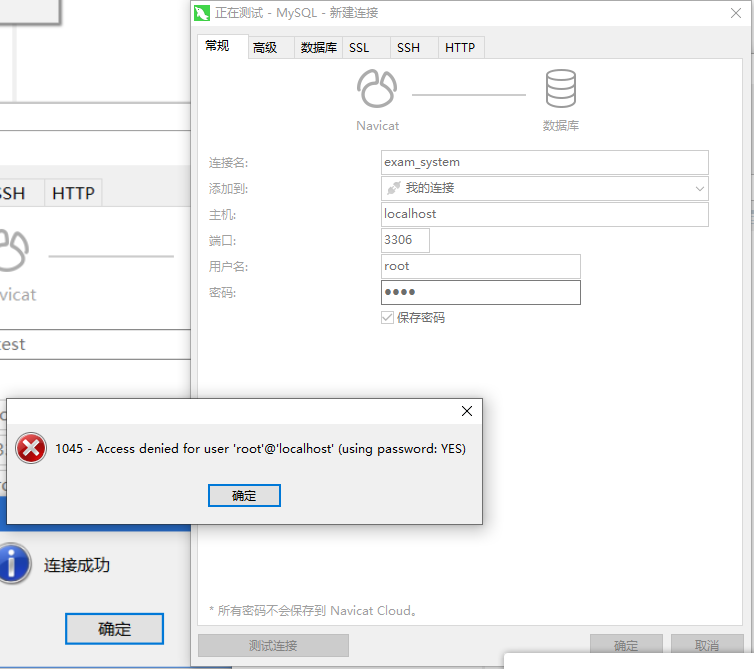 正在测试 - MySQL - 新建连接
常规
高级
数据库
SSL
SSH
HTTP
Navicat
数据库
连接名:
exam_system
添加到:
我的连接
主机:
localhost
端口:
3306
用户名:
root
密码:
●●●●
保存密码
SSH
HTTP
vicat
est
1045 - Access denied for user 'root'@'localhost' (using password: YES)
确定
连接成功
确定
* 所有密码不会保存到 Navicat Cloud。
测试连接
确定
取消